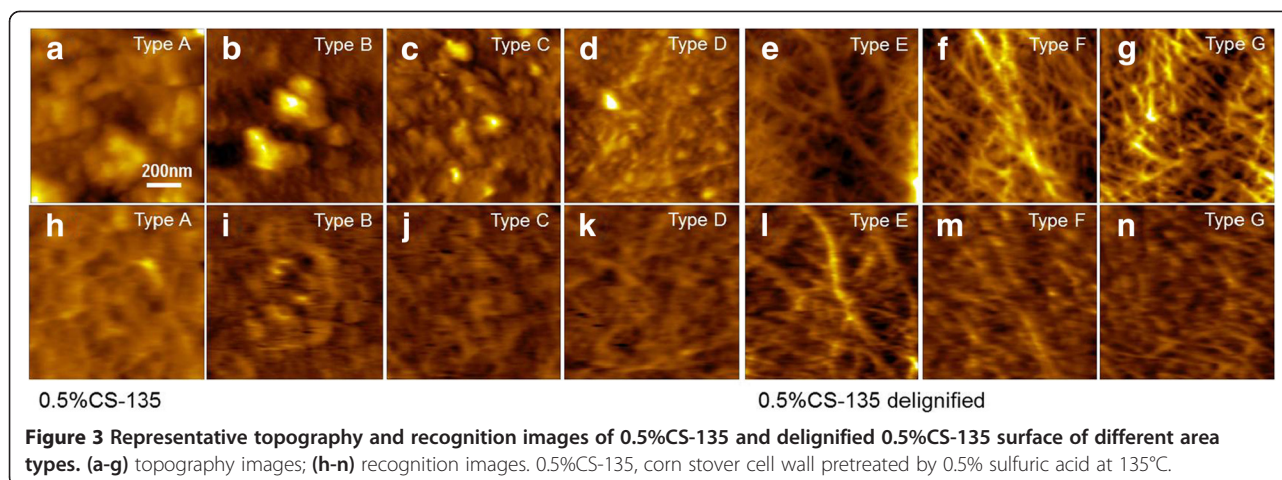 a Type A b Type B c Type C d Type D e Type E f Type F g Type G
200nm
h Type A i Type B j Type C k Type D l Type E m Type F n Type G
0.5%CS-135 0.5%CS-135 delignified
Figure 3 Representative topography and recognition images of 0.5%CS-135 and delignified 0.5%CS-135 surface of different area
types. (a-g) topography images; (h-n) recognition images. 0.5%CS-135, corn stover cell wall pretreated by 0.5% sulfuric acid at 135°C.